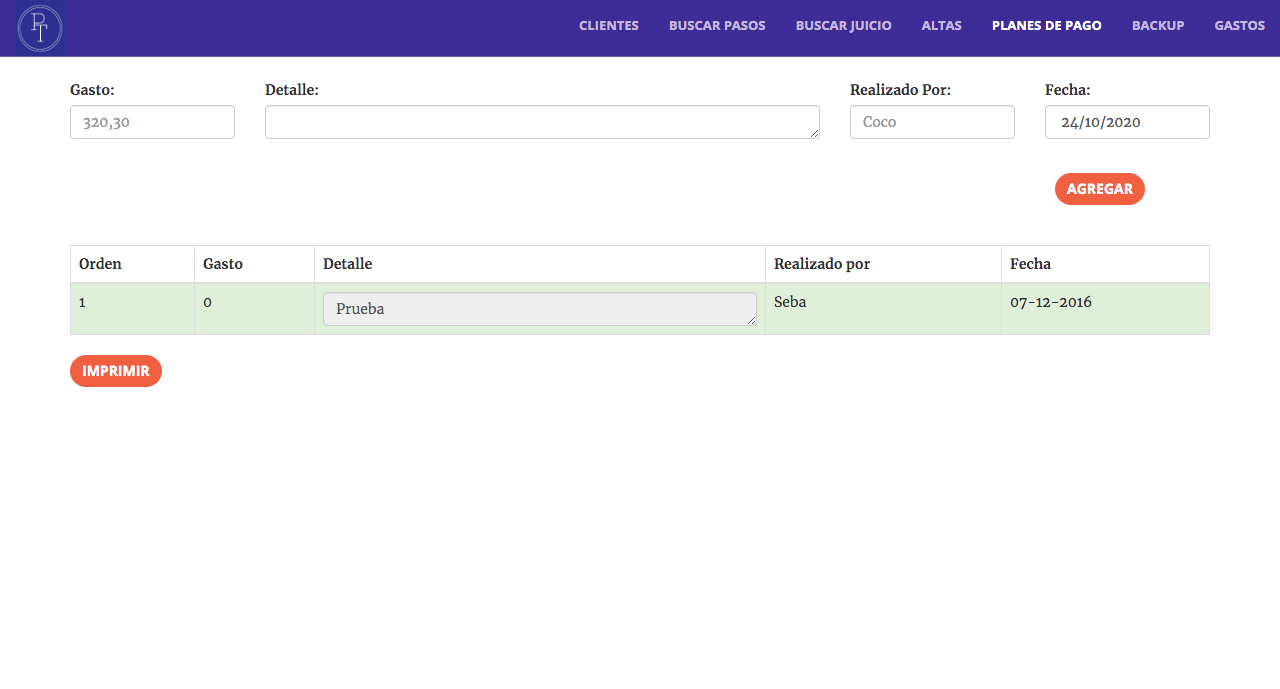 PT
CLIENTES BUSCAR PASOS BUSCAR JUICIO ALTAS PLANES DE PAGO BACKUP GASTOS
Gasto: Detalle: Realizado Por: Fecha:
320,30 Coco 24/10/2020
AGREGAR
Orden Gasto Detalle Realizado por Fecha
1 0 Prueba Seba 07-12-2016
IMPRIMIR